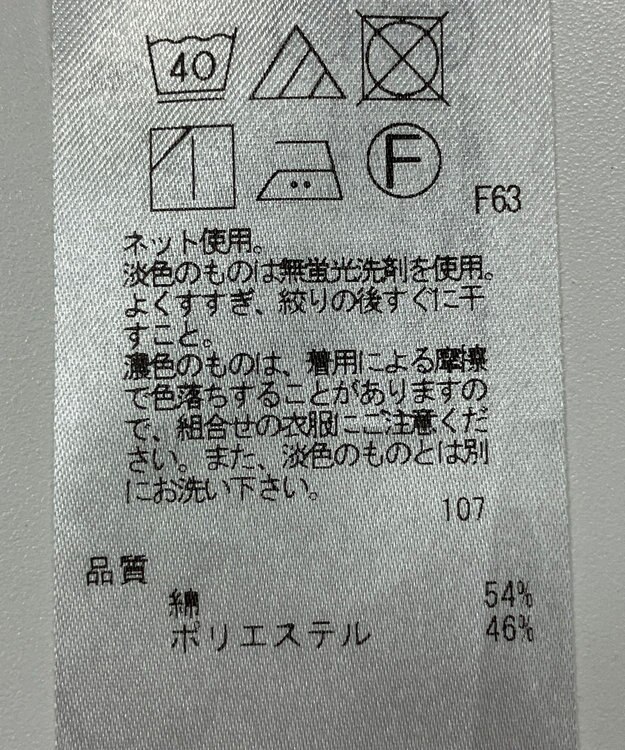 40
F
F63
ネット使用。
淡色のものは無蛍光洗剤を使用。
よくすすぎ、絞りの後すぐに干
すこと。
濃色のものは、着用による摩擦
で色落ちすることがありますの
で、組合せの衣服にご注意くだ
さい。また、淡色のものとは別
にお洗い下さい。
107
品質
綿 54%
ポリエステル 46%